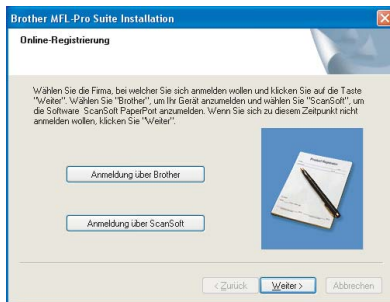 Brother MFL-Pro Suite Installation
Online-Registrierung
Wählen Sie die Firma, bei welcher Sie sich anmelden wollen und klicken Sie auf die Taste
"Weiter". Wählen Sie "Brother", um Ihr Gerät anzumelden und wählen Sie "ScanSoft", um
die Software ScanSoft PaperPort anzumelden. Wenn Sie sich zu diesem Zeitpunkt nicht
anmelden wollen, klicken Sie "Weiter".
Anmeldung über Brother
Anmeldung über ScanSoft
< Zurück
Weiter >
Abbrechen